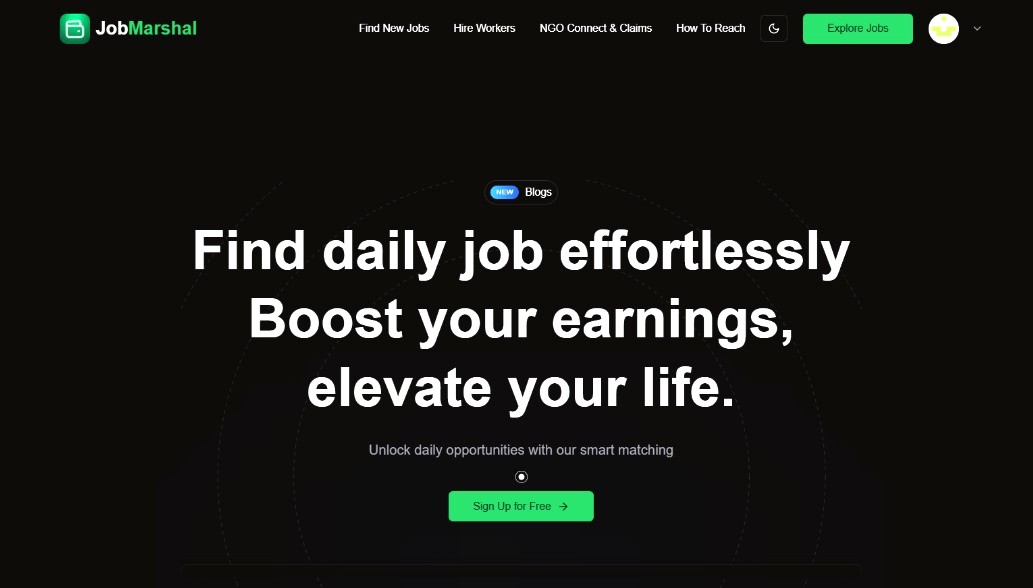 JobMarshal
Find New Jobs
Hire Workers
NGO Connect & Claims
How To Reach
Explore Jobs
NEW Blogs
Find daily job effortlessly
Boost your earnings,
elevate your life.
Unlock daily opportunities with our smart matching
Sign Up for Free